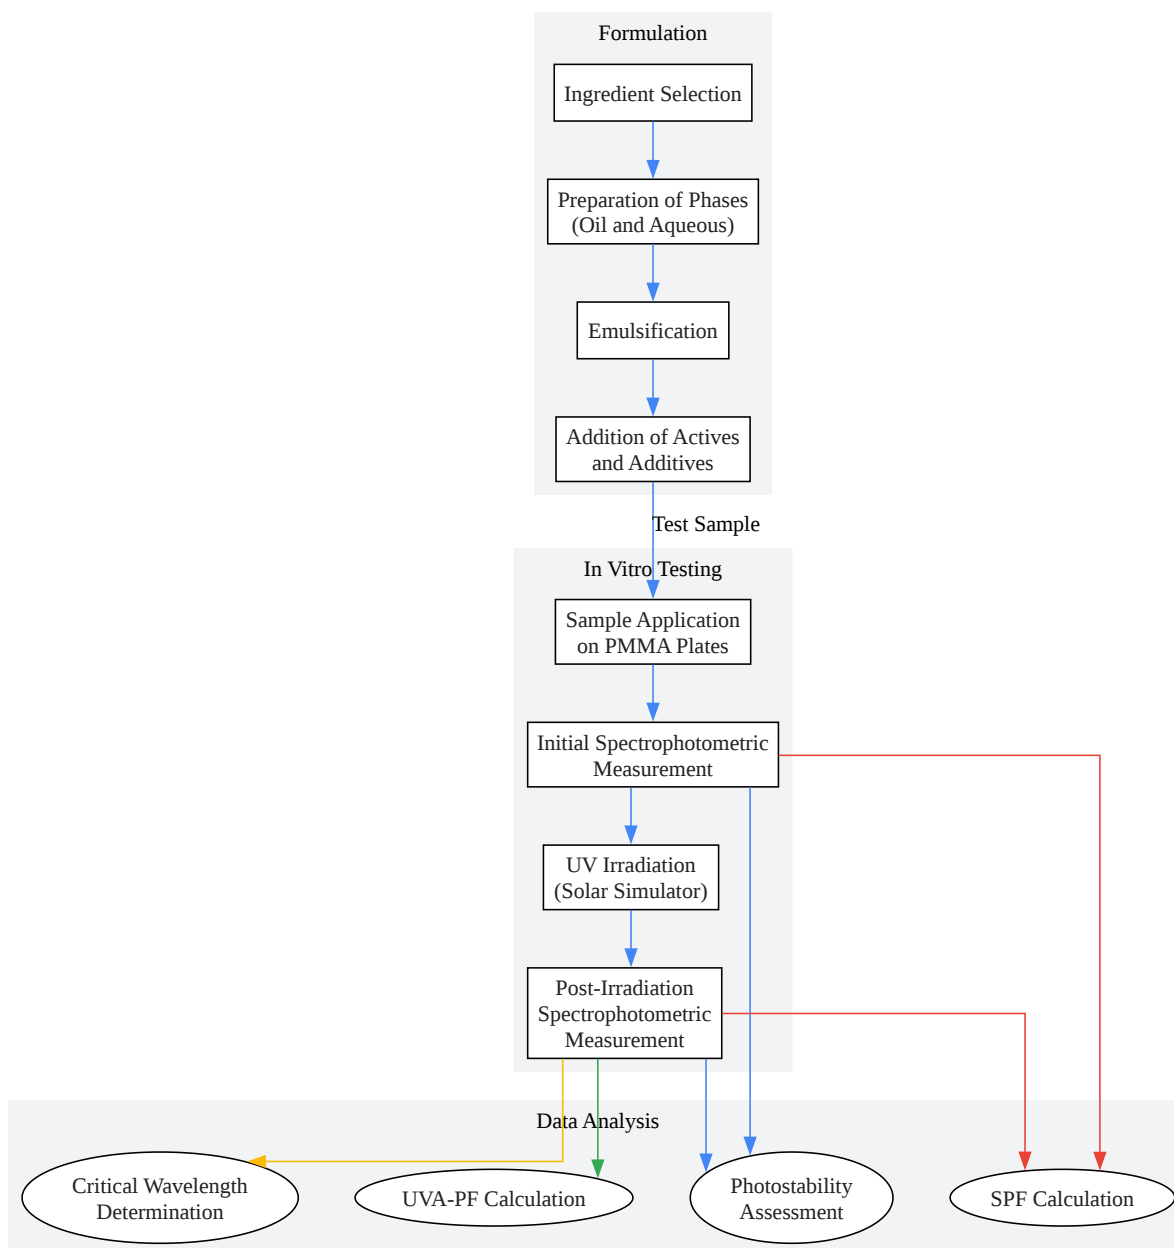 Formulation
Ingredient Selection
Preparation of Phases
(Oil and Aqueous)
Emulsification
Addition of Actives
and Additives
Test Sample
In Vitro Testing
Sample Application
on PMMA Plates
Initial Spectrophotometric
Measurement
UV Irradiation
(Solar Simulator)
Post-Irradiation
Spectrophotometric
Measurement
Data Analysis
Critical Wavelength
Determination
UVA-PF Calculation
Photostability
Assessment
SPF Calculation